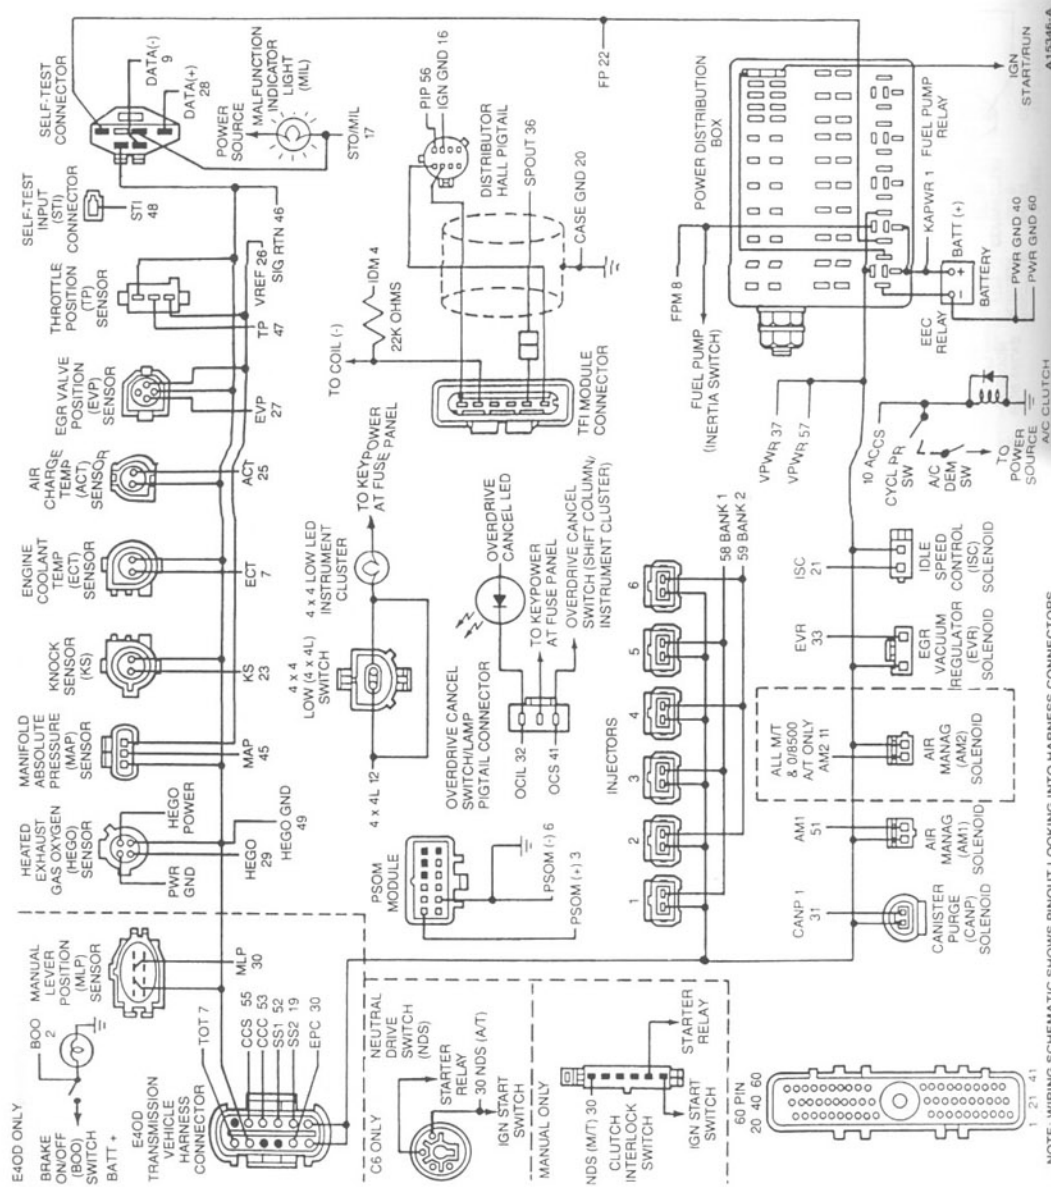 SELF-TEST
CONNECTOR
DATA(-)
9
DATA(+)
28
POWER
SOURCE
MALFUNCTION
INDICATOR
LIGHT
(MIL)
STO/MIL
17
SELF-TEST
INPUT
(STI)
CONNECTOR
STI
48
SIG RTN 46
VREF 26
THROTTLE
POSITION
(TP)
SENSOR
TP
47
EGR VALVE
POSITION
(EVP)
SENSOR
EVP
27
AIR
CHARGE
TEMP
(ACT)
SENSOR
ACT
25
ENGINE
COOLANT
TEMP
(ECT)
SENSOR
ECT
7
KNOCK
SENSOR
(KS)
KS
23
MANIFOLD
ABSOLUTE
PRESSURE
(MAP)
SENSOR
MAP
45
HEATED
EXHAUST
GAS OXYGEN
(HEGO)
SENSOR
HEGO
POWER
PWR
GND
HEGO
29
HEGO GND
49
E4OD ONLY
BRAKE
ON/OFF
(BOO)
SWITCH
BATT +
BOO
2
MANUAL
LEVER
POSITION
(MLP)
SENSOR
MLP
30
E4OD
TRANSMISSION
VEHICLE
HARNESS
CONNECTOR
TOT 7
CCS 55
CCC 53
SS1 52
SS2 19
EPC 30
PIP 56
IGN GND 16
DISTRIBUTOR
HALL PIGTAIL
SPOUT 36
CASE GND 20
IDM 4
22K OHMS
TO COIL (-)
TFI MODULE
CONNECTOR
FP 22
TO KEYPOWER
AT FUSE PANEL
4 x 4 LOW LED
INSTRUMENT
CLUSTER
4 x 4
LOW (4 x 4L)
SWITCH
4 x 4L 12
OVERDRIVE
CANCEL LED
TO KEYPOWER
AT FUSE PANEL
OVERDRIVE CANCEL
SWITCH (SHIFT COLUMN/
INSTRUMENT CLUSTER)
OVERDRIVE CANCEL
SWITCH/LAMP
PIGTAIL CONNECTOR
OCIL 32
OCS 41
PSOM
MODULE
PSOM (-) 6
PSOM (+) 3
C6 ONLY
NEUTRAL
DRIVE
SWITCH
(NDS)
STARTER
RELAY
30 NDS (A/T)
IGN START
SWITCH
MANUAL ONLY
NDS (M/T) 30
CLUTCH
INTERLOCK
SWITCH
STARTER
RELAY
IGN START
SWITCH
INJECTORS
1
2
3
4
5
6
58 BANK 1
59 BANK 2
POWER DISTRIBUTION
BOX
FPM 8
FUEL PUMP
(INERTIA SWITCH)
IGN
START/RUN
FUEL PUMP
RELAY
KAPWR 1
BATT (+)
BATTERY
EEC
RELAY
PWR GND 40
PWR GND 60
VPWR 37
VPWR 57
10 ACCS
CYCL PR
SW
A/C
DEM
SW
TO
POWER
SOURCE
A/C CLUTCH
ISC
21
IDLE
SPEED
CONTROL
(ISC)
SOLENOID
EVR
33
EGR
VACUUM
REGULATOR
(EVR)
SOLENOID
ALL M/T
& 0/8500
A/T ONLY
AM2 11
AIR
MANAG
(AM2)
SOLENOID
AM1
51
AIR
MANAG
(AM1)
SOLENOID
CANP 1
31
CANISTER
PURGE
(CANP)
SOLENOID
60 PIN
20 40 60
1 21 41
NOTE: WIRING SCHEMATIC SHOWS PINOUT LOOKING INTO HARNESS CONNECTORS
A15346-A